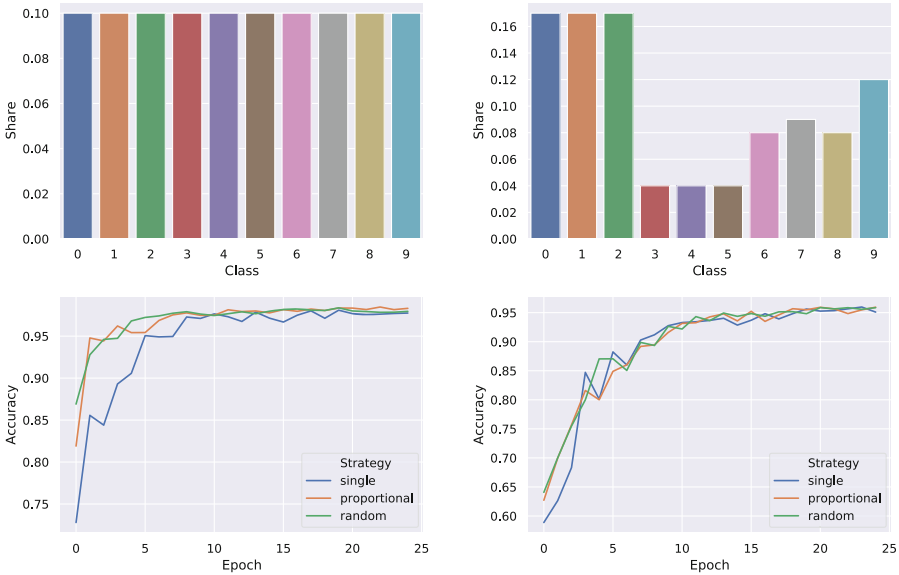 0.10
0.08
0.06
0.04
0.02
0.00
Share
0 1 2 3 4 5 6 7 8 9
Class
0.16
0.14
0.12
0.10
0.08
0.06
0.04
0.02
0.00
Share
0 1 2 3 4 5 6 7 8 9
Class
0.95
0.90
0.85
0.80
0.75
Accuracy
0 5 10 15 20 25
Epoch
Strategy
single
proportional
random
0.95
0.90
0.85
0.80
0.75
0.70
0.65
0.60
Accuracy
0 5 10 15 20 25
Epoch
Strategy
single
proportional
random